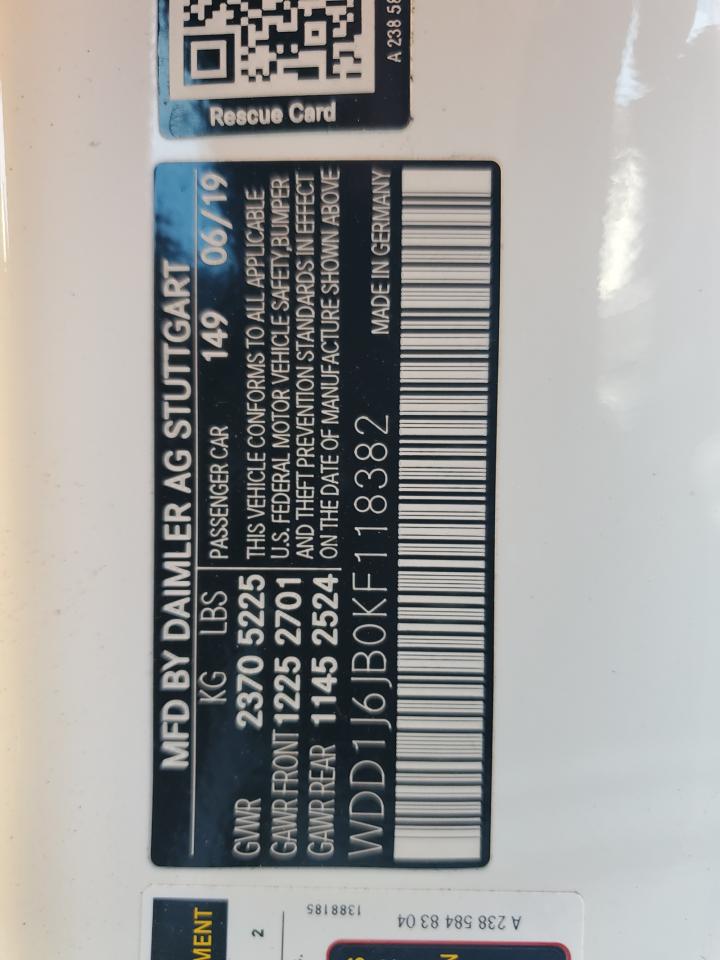 MFD BY DAIMLER AG STUTTGART
KG LBS
GVWR 2370 5225
GAWR FRONT 1225 2701
GAWR REAR 1145 2524
PASSENGER CAR 149 06/19
THIS VEHICLE CONFORMS TO ALL APPLICABLE
U.S. FEDERAL MOTOR VEHICLE SAFETY,BUMPER
AND THEFT PREVENTION STANDARDS IN EFFECT
ON THE DATE OF MANUFACTURE SHOWN ABOVE
WDD1J6JB0KF118382
MADE IN GERMANY
Rescue Card
A 238 58
2
1388185
A 238 584 83 04